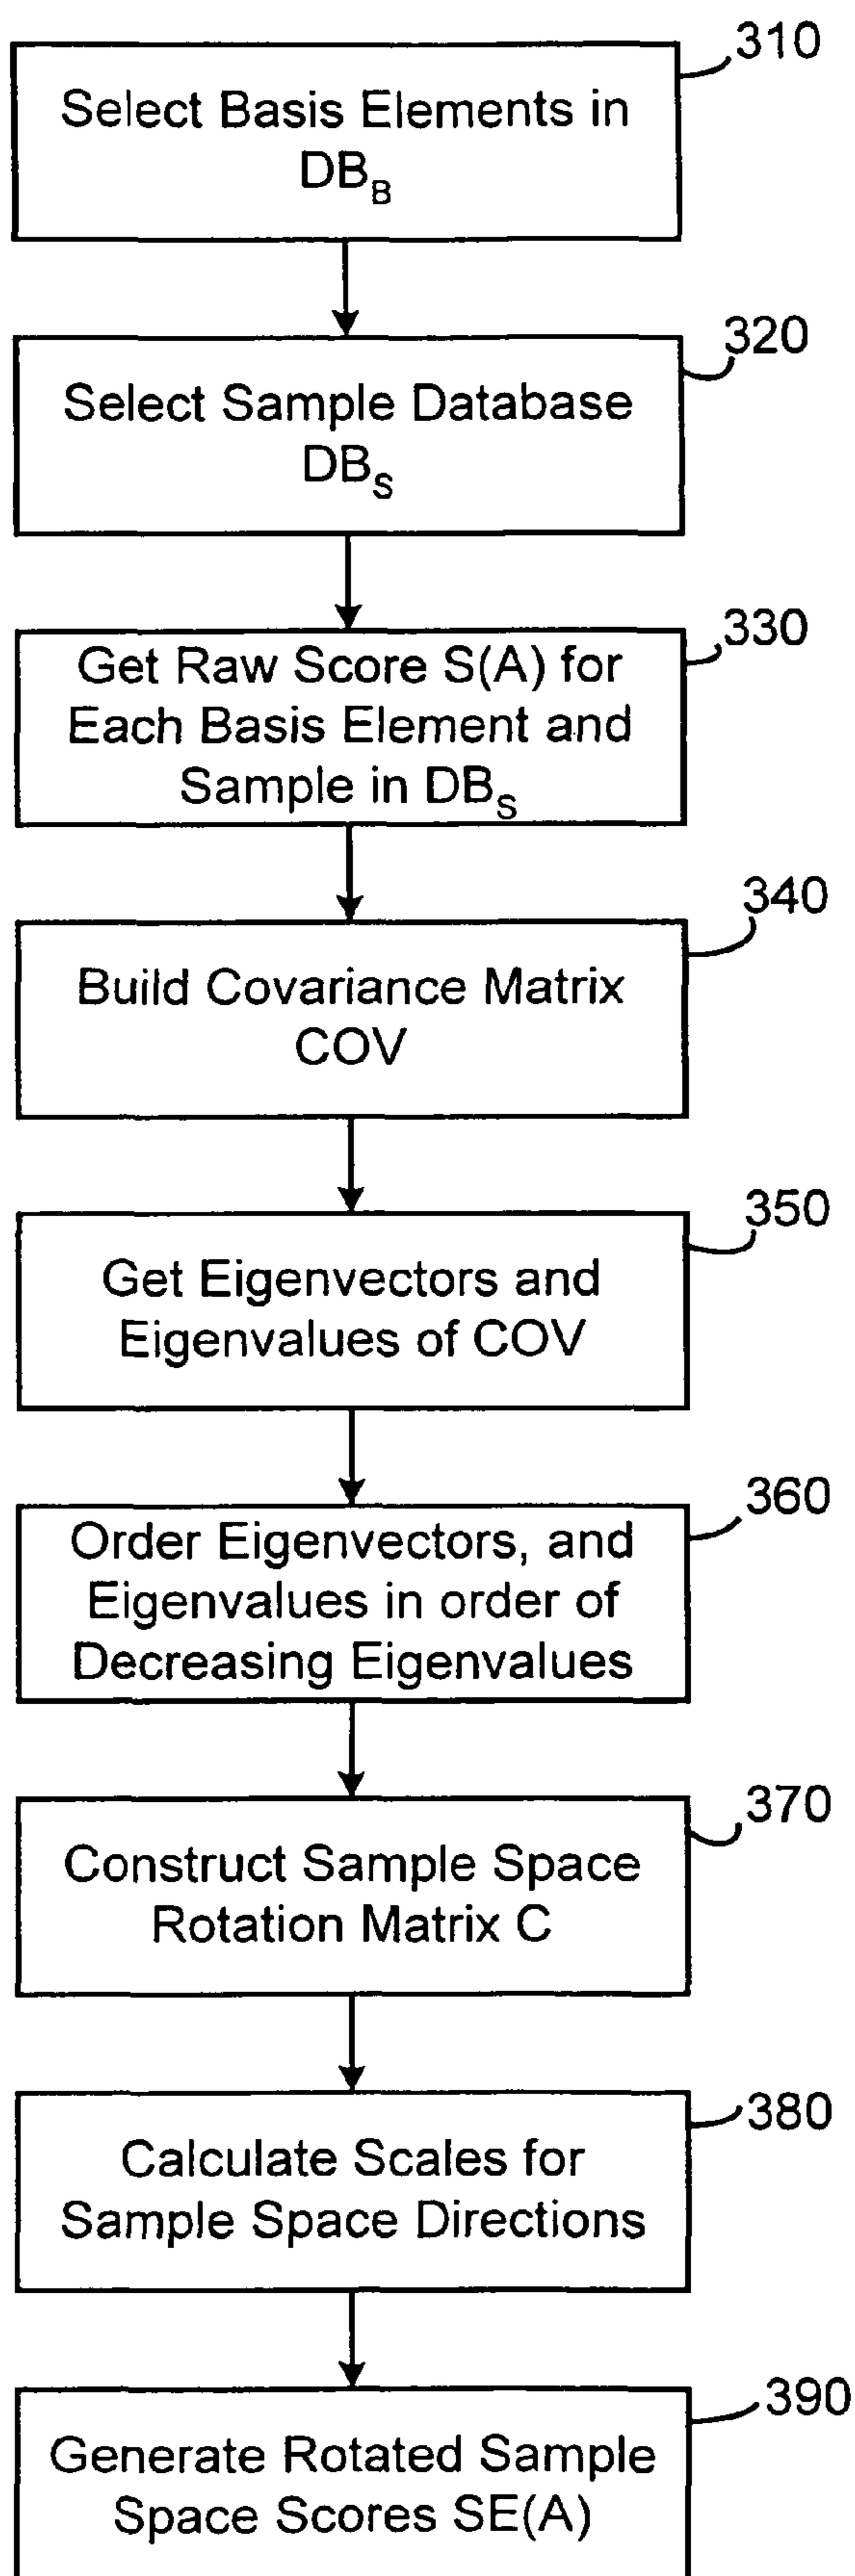 310
Select Basis Elements in
DB_B
320
Select Sample Database
DB_S
330
Get Raw Score S(A) for
Each Basis Element and
Sample in DB_S
340
Build Covariance Matrix
COV
350
Get Eigenvectors and
Eigenvalues of COV
360
Order Eigenvectors, and
Eigenvalues in order of
Decreasing Eigenvalues
370
Construct Sample Space
Rotation Matrix C
380
Calculate Scales for
Sample Space Directions
390
Generate Rotated Sample
Space Scores SE(A)